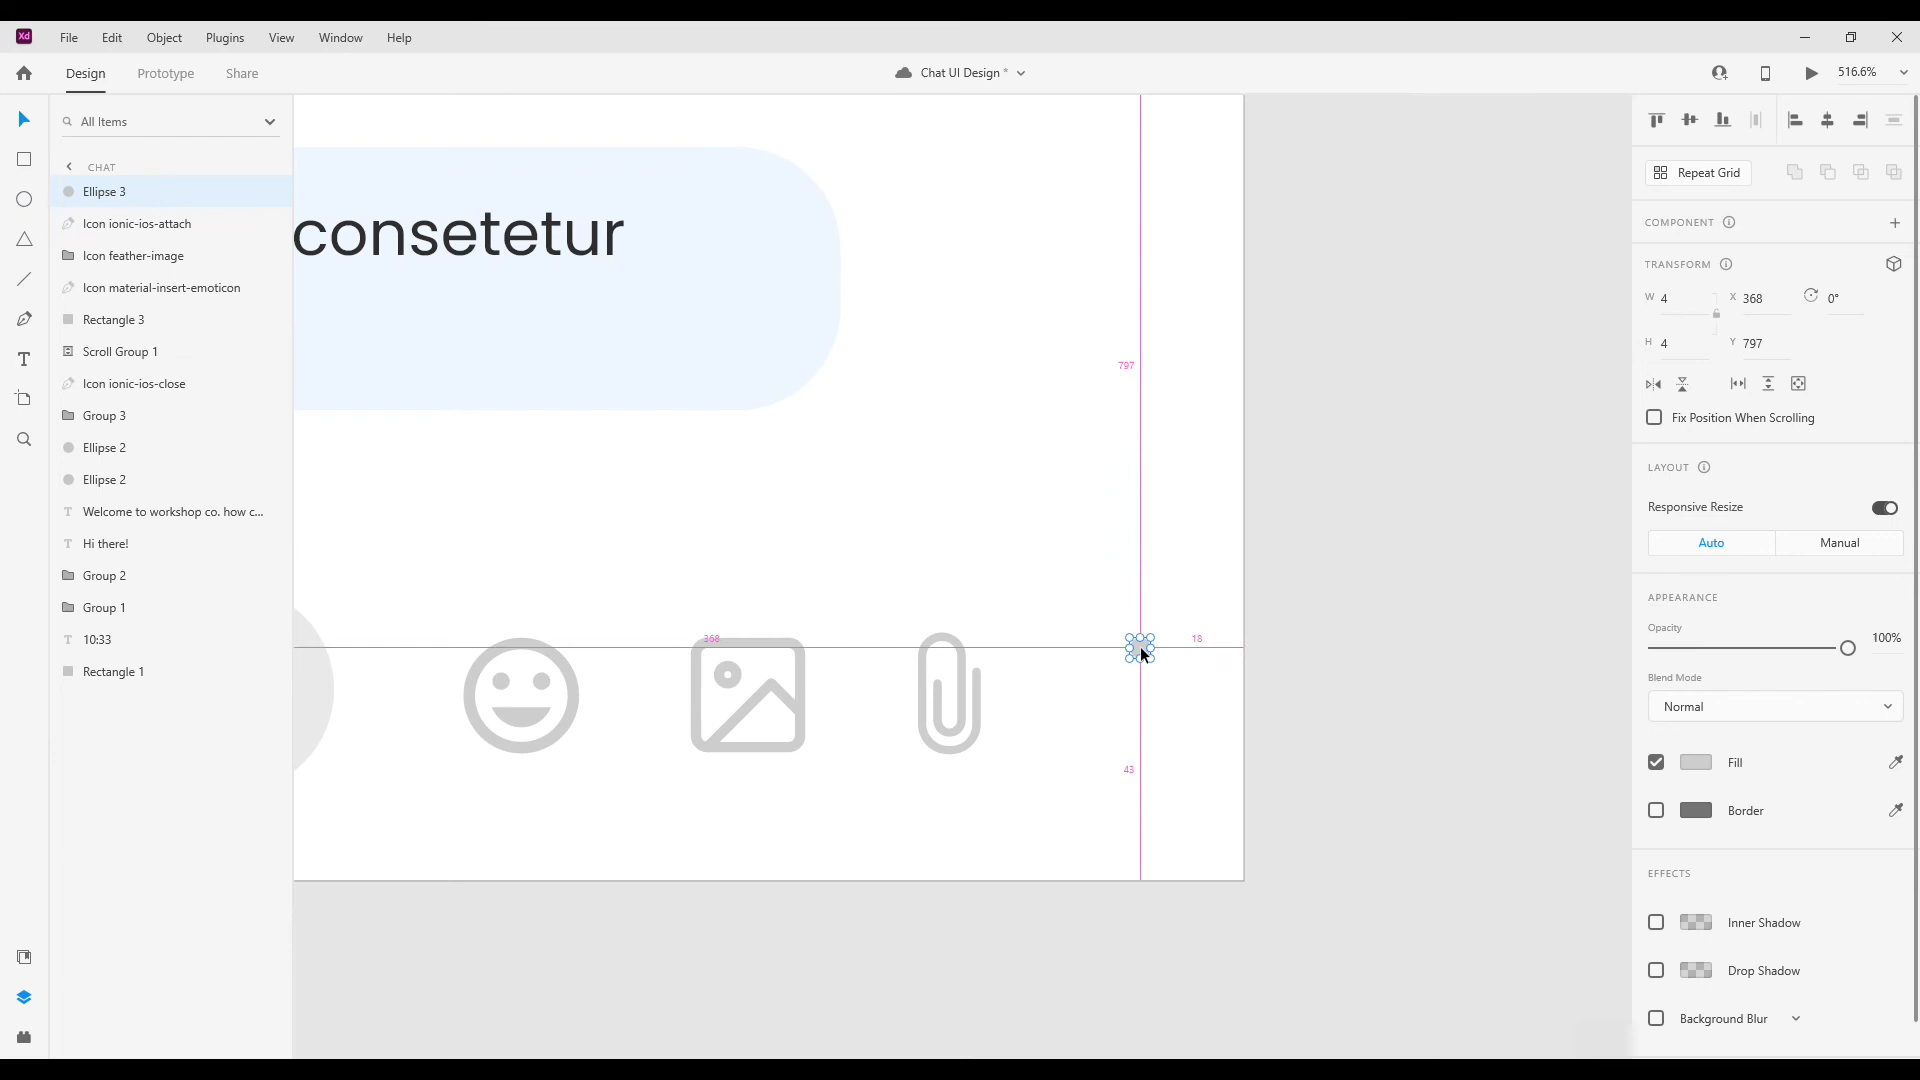 Xd File Edit Object Plugins View Window Help
Design Prototype Share Chat UI Design * 516.6%
All Items
CHAT
Ellipse 3
Icon ionic-ios-attach
Icon feather-image
Icon material-insert-emoticon
Rectangle 3
Scroll Group 1
Icon ionic-ios-close
Group 3
Ellipse 2
Ellipse 2
Welcome to workshop co. how c...
Hi there!
Group 2
Group 1
10:33
Rectangle 1
consetetur
797
368
18
43
Repeat Grid
COMPONENT
TRANSFORM
W 4 X 368 0°
H 4 Y 797
Fix Position When Scrolling
LAYOUT
Responsive Resize
Auto Manual
APPEARANCE
Opacity
100%
Blend Mode
Normal
Fill
Border
EFFECTS
Inner Shadow
Drop Shadow
Background Blur